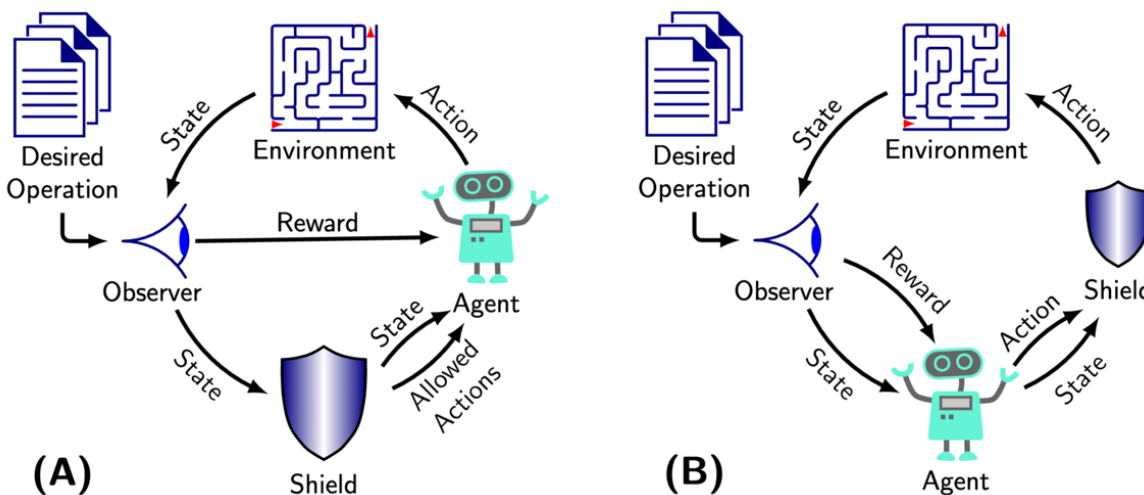 Desired
Operation
State
Environment
Action
Reward
Observer
Agent
State
State
Allowed
Actions
Shield
(A)
Desired
Operation
State
Environment
Action
Observer
Reward
Shield
State
Action
State
Agent
(B)